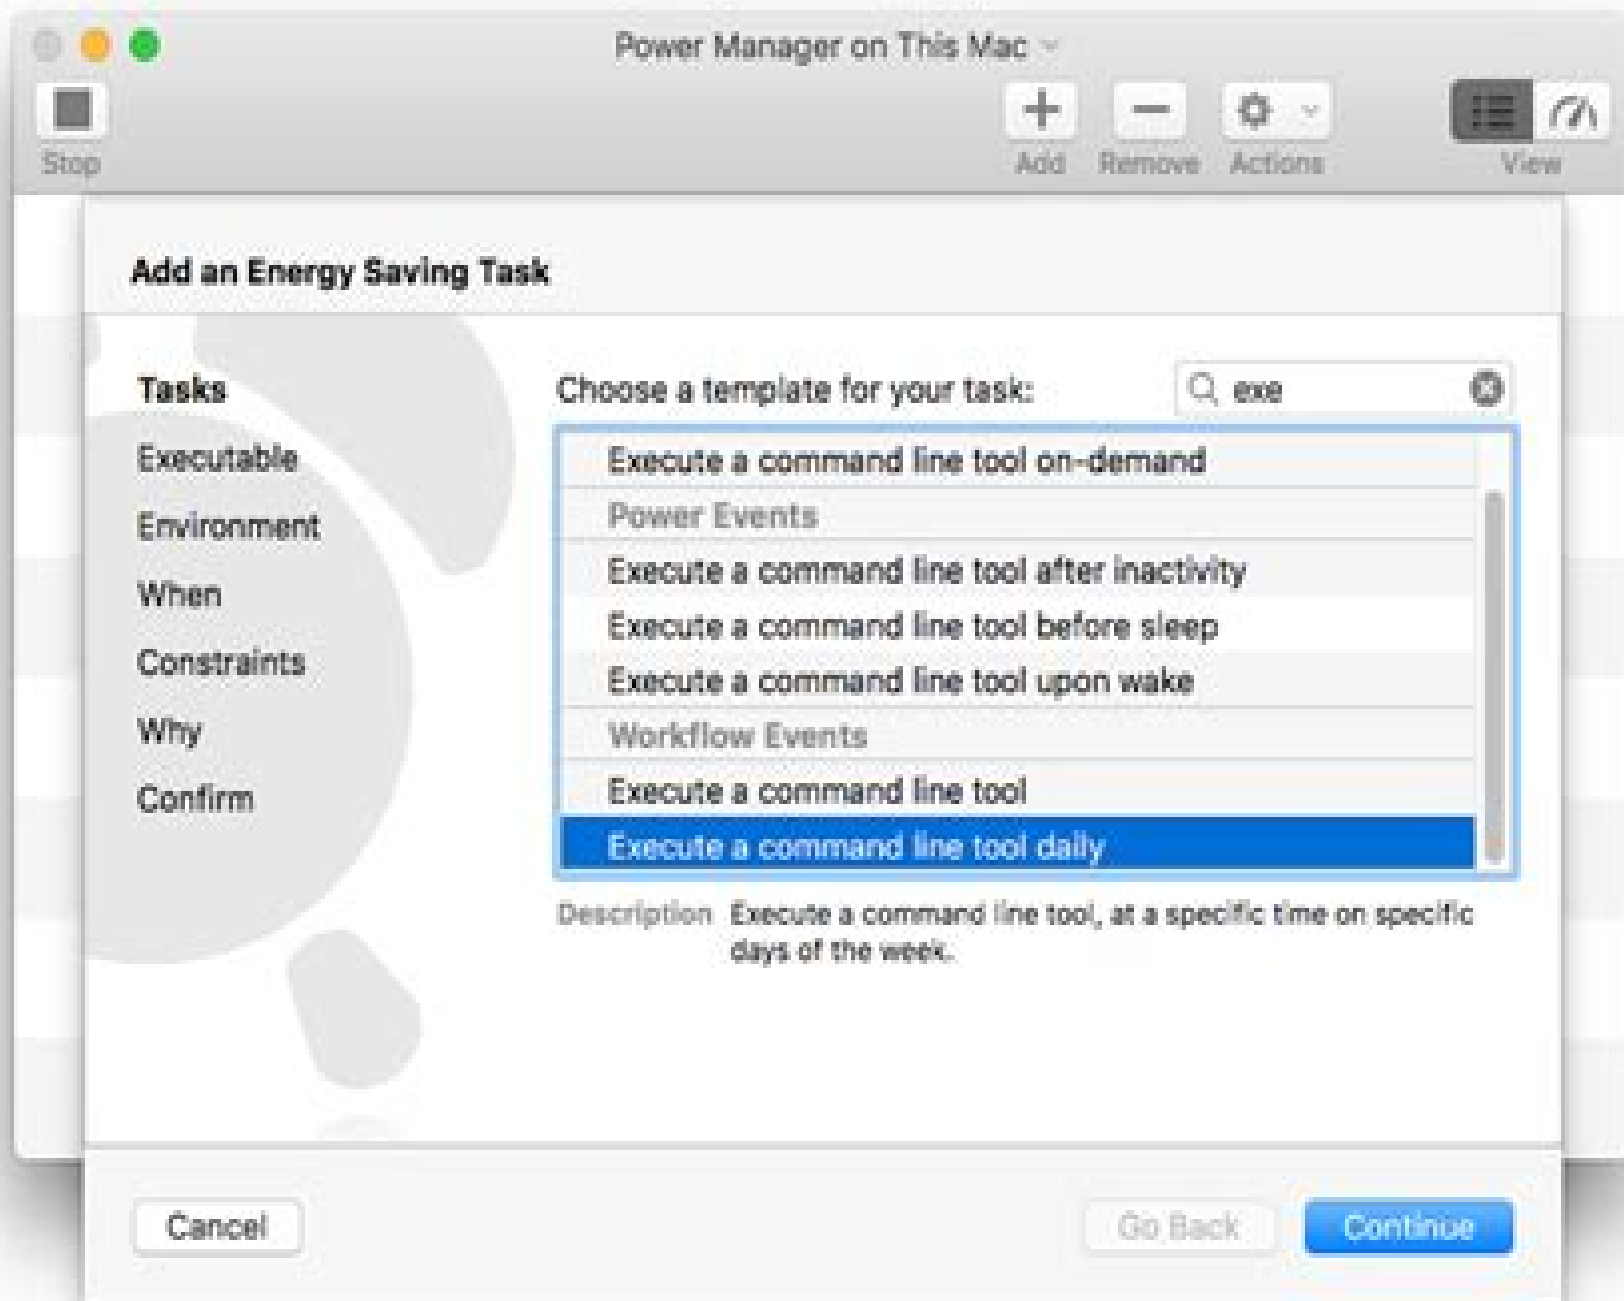 Power Manager on This Mac
Stop
Add
Remove
Actions
View
Add an Energy Saving Task
Tasks
Executable
Environment
When
Constraints
Why
Confirm
Choose a template for your task:
exe
Execute a command line tool on-demand
Power Events
Execute a command line tool after inactivity
Execute a command line tool before sleep
Execute a command line tool upon wake
Workflow Events
Execute a command line tool
Execute a command line tool daily
Description Execute a command line tool, at a specific time on specific
days of the week.
Cancel
Go Back
Continue